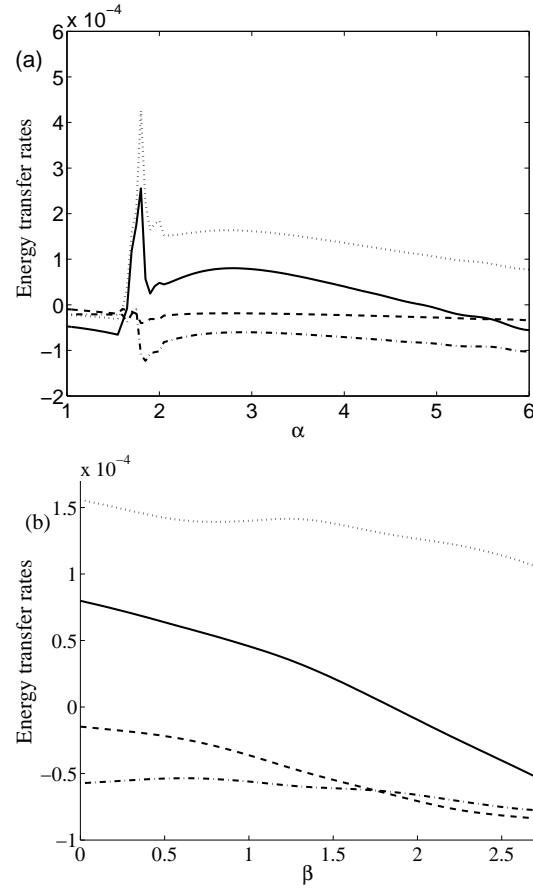 x 10⁻⁴
(a)
6
5
4
3
2
1
0
−1
−2
Energy transfer rates
1 2 3 4 5 6
α
x 10⁻⁴
(b)
1.5
1
0.5
0
−0.5
−1
Energy transfer rates
0 0.5 1 1.5 2 2.5
β